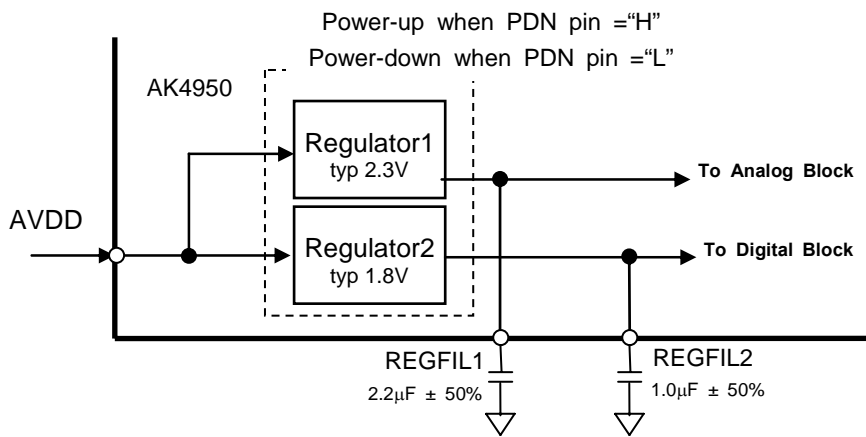 Power-up when PDN pin ="H"
Power-down when PDN pin ="L"
AK4950
Regulator1
typ 2.3V
To Analog Block
AVDD
Regulator2
typ 1.8V
To Digital Block
REGFIL1
2.2μF ± 50%
REGFIL2
1.0μF ± 50%